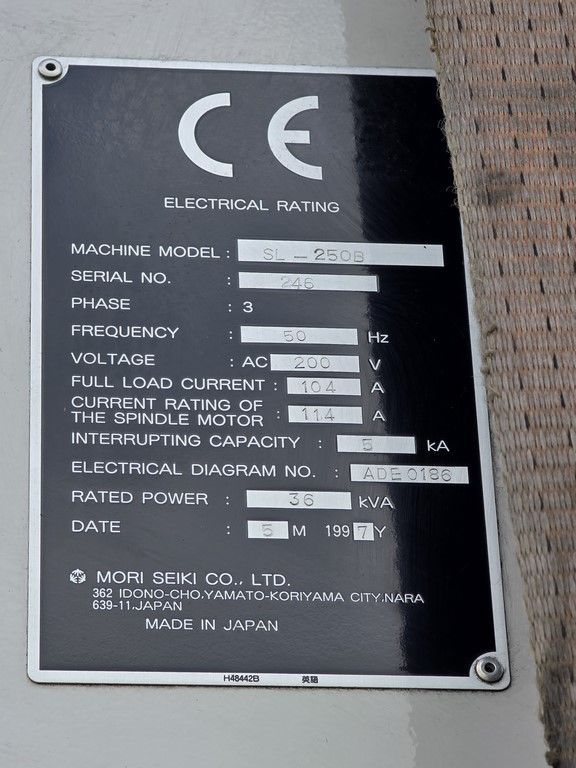 CE
ELECTRICAL RATING
MACHINE MODEL : SL-250B
SERIAL NO. : 246
PHASE : 3
FREQUENCY : 50 Hz
VOLTAGE : AC 200 V
FULL LOAD CURRENT : 104 A
CURRENT RATING OF
THE SPINDLE MOTOR : 114 A
INTERRUPTING CAPACITY : 5 kA
ELECTRICAL DIAGRAM NO. : ADE0186
RATED POWER : 36 kVA
DATE : 5 M 1997 Y
MORI SEIKI CO., LTD.
362 IDONO-CHO,YAMATO-KORIYAMA CITY,NARA
639-11,JAPAN
MADE IN JAPAN
H48442B 英語